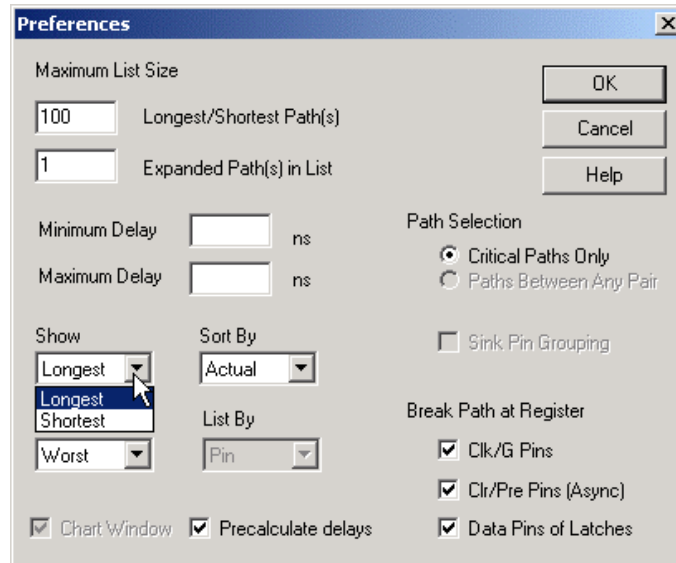 Preferences
Maximum List Size
100 Longest/Shortest Path(s)
1 Expanded Path(s) in List
OK
Cancel
Help
Minimum Delay ns
Maximum Delay ns
Path Selection
Critical Paths Only
Paths Between Any Pair
Sink Pin Grouping
Show
Longest
Longest
Shortest
Worst
Sort By
Actual
List By
Pin
Break Path at Register
Clk/G Pins
Clr/Pre Pins (Async)
Data Pins of Latches
Chart Window
Precalculate delays